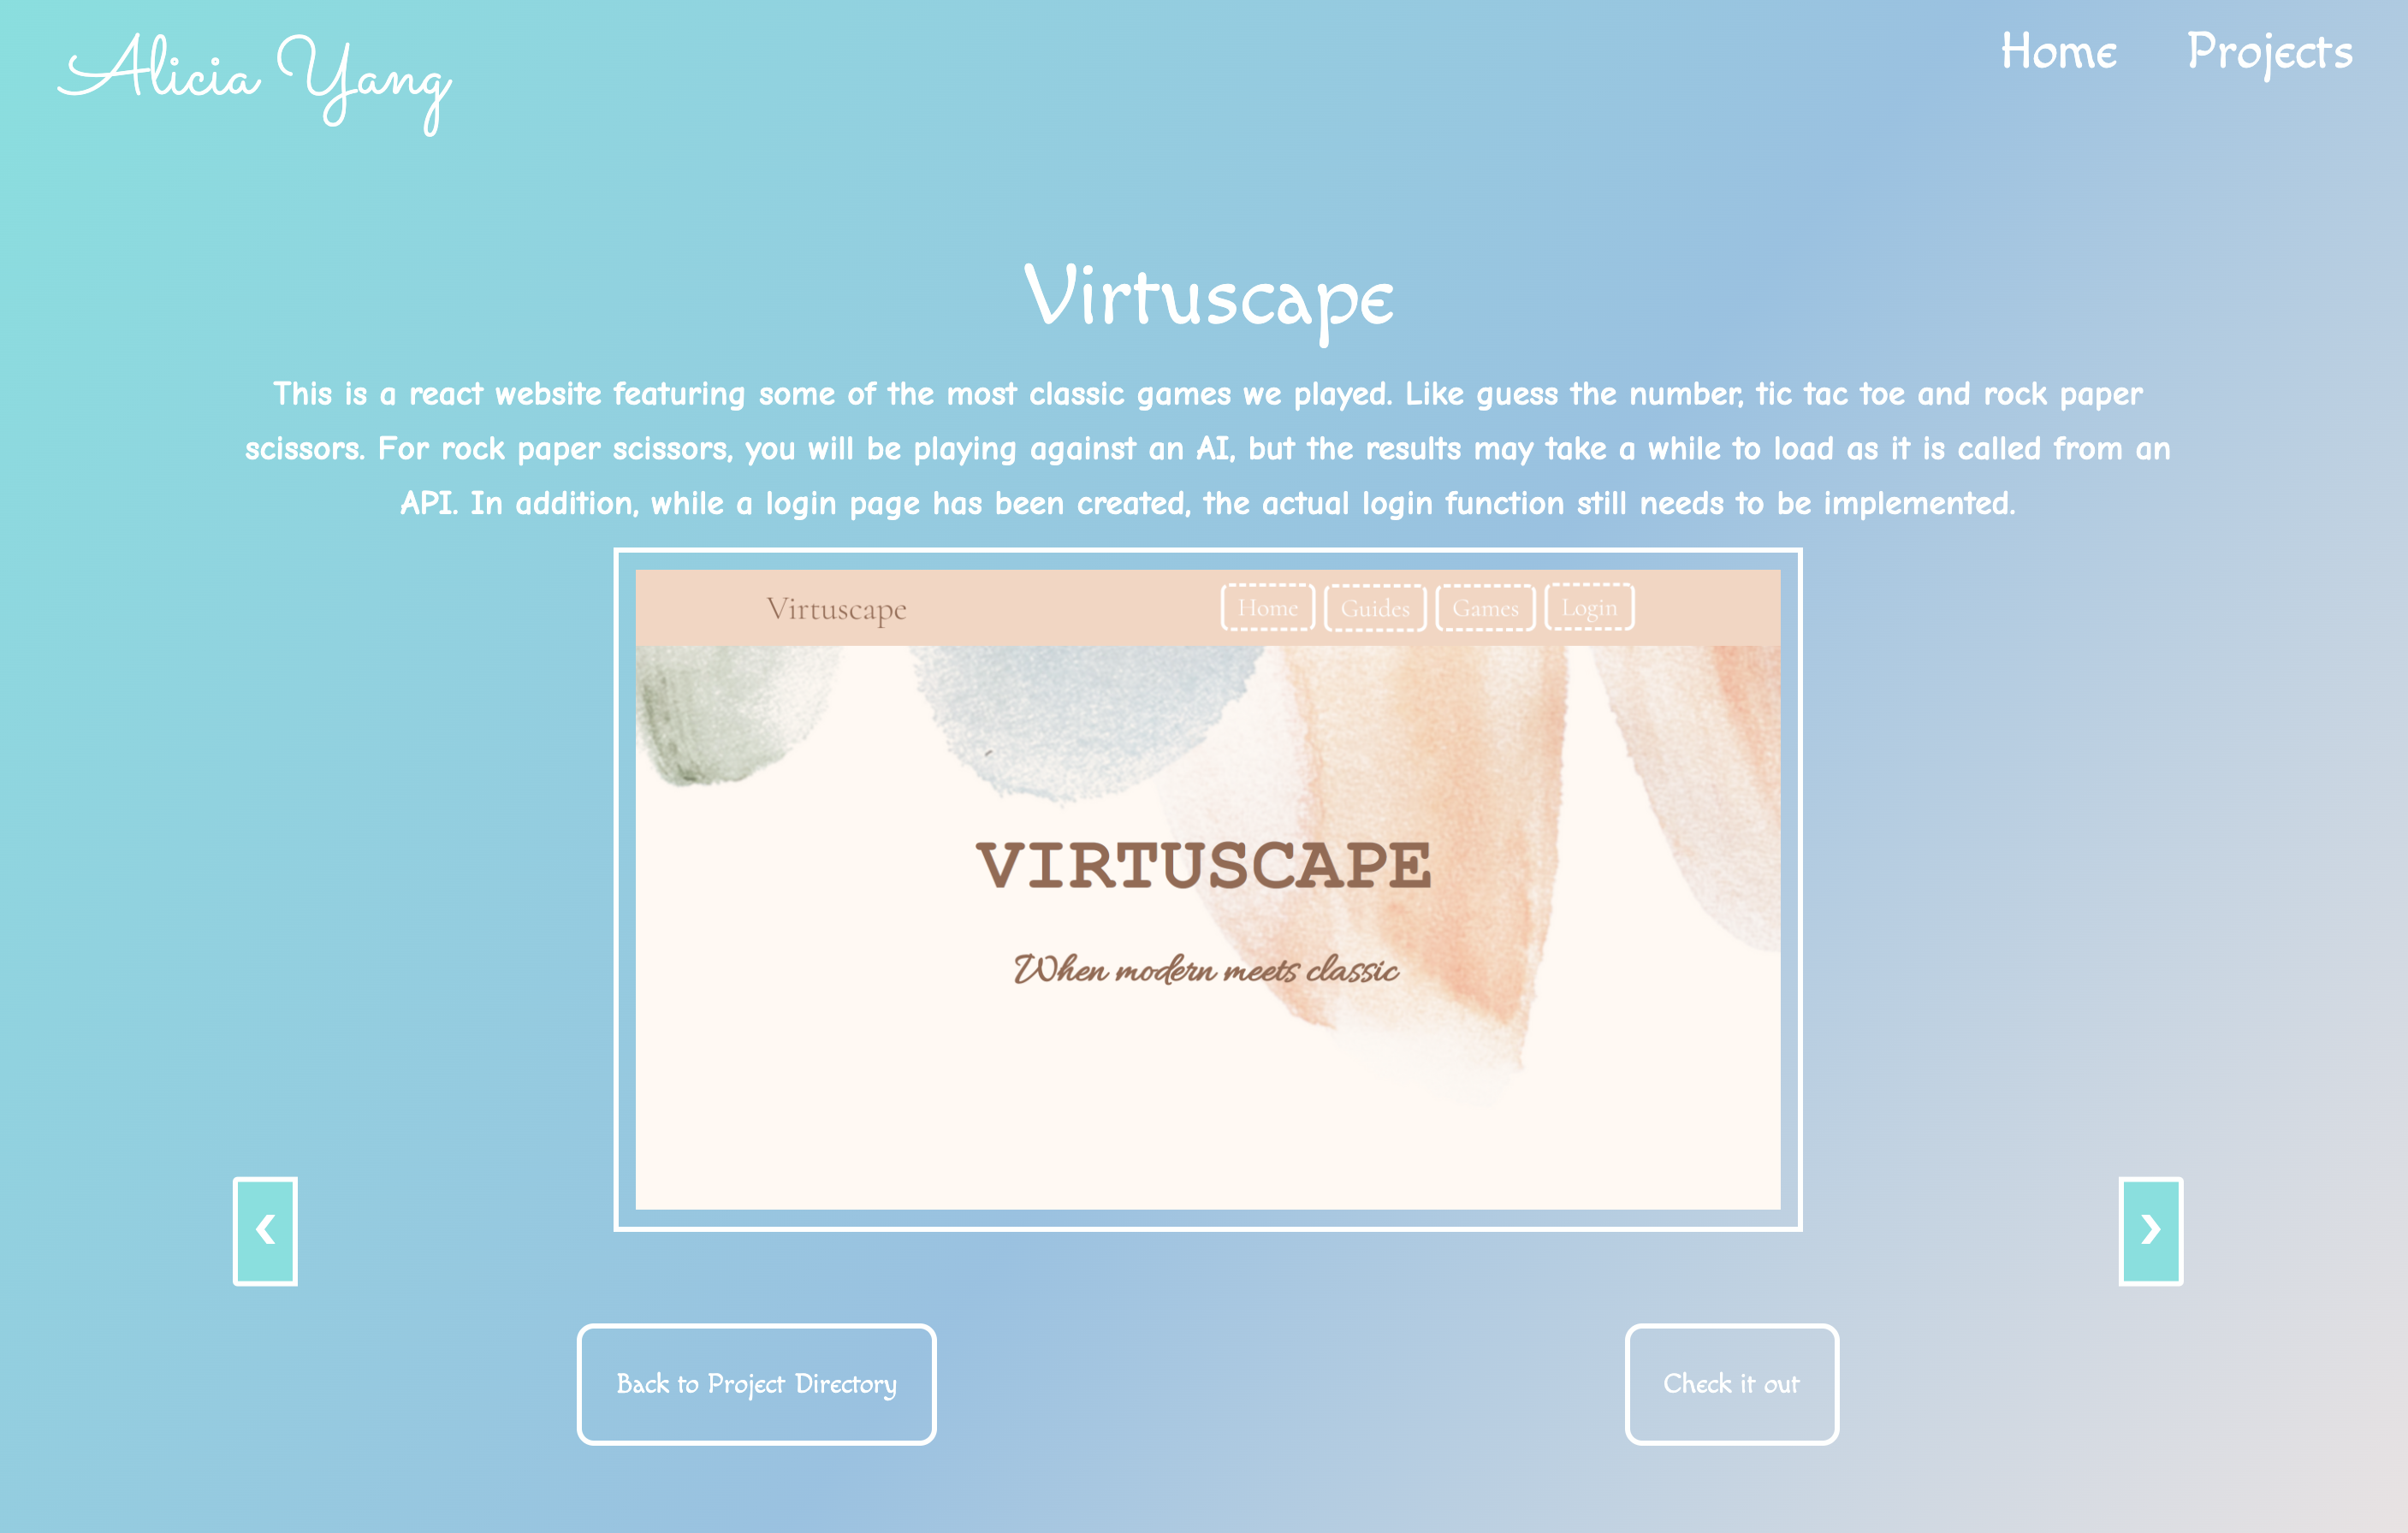 Alicia Yang
Home Projects
Virtuscape
This is a react website featuring some of the most classic games we played. Like guess the number, tic tac toe and rock paper
scissors. For rock paper scissors, you will be playing against an AI, but the results may take a while to load as it is called from an
API. In addition, while a login page has been created, the actual login function still needs to be implemented.
Virtuscape Home Guides Games Login
VIRTUSCAPE
When modern meets classic
‹ ›
Back to Project Directory Check it out